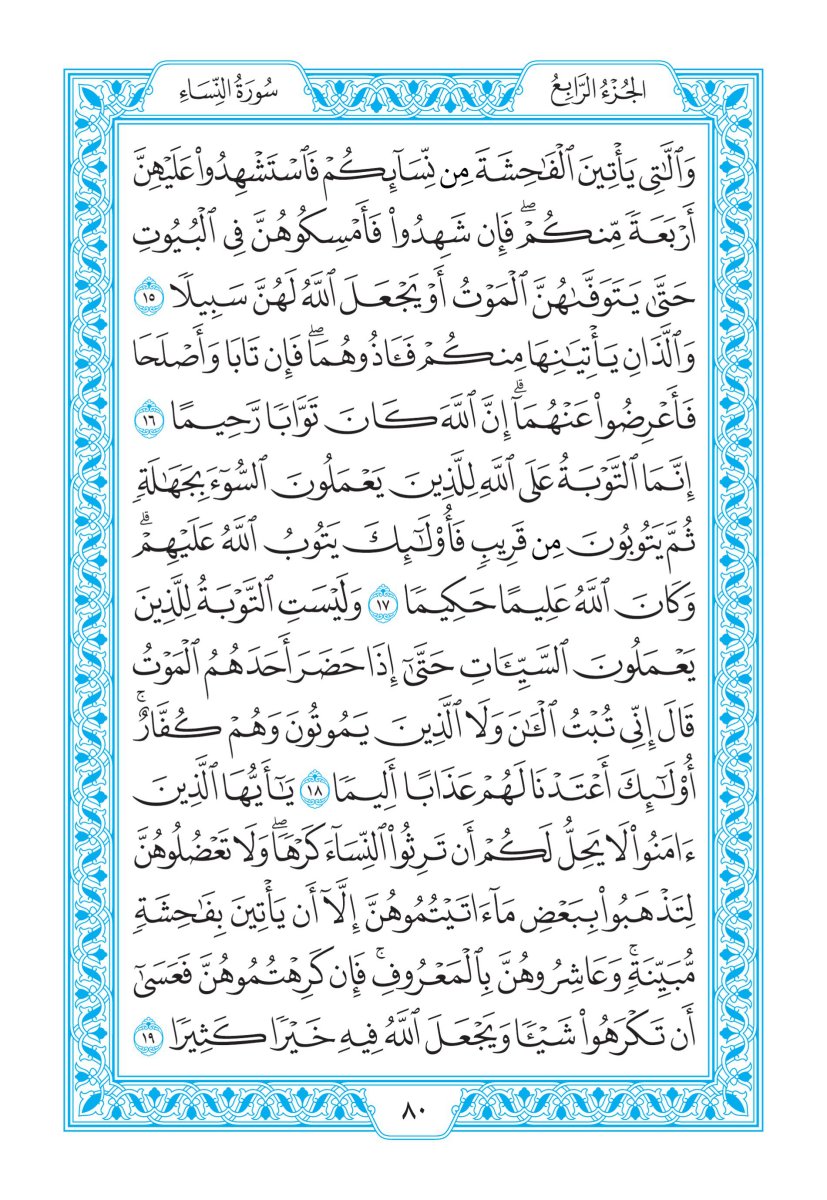 الجُزْءُ الرَّابِعُ
سُورَةُ النِّسَاءِ
وَٱلَّٰتِي يَأۡتِينَ ٱلۡفَٰحِشَةَ مِن نِّسَآئِكُمۡ فَٱسۡتَشۡهِدُواْ عَلَيۡهِنَّ
أَرۡبَعَةٗ مِّنكُمۡۖ فَإِن شَهِدُواْ فَأَمۡسِكُوهُنَّ فِي ٱلۡبُيُوتِ
حَتَّىٰ يَتَوَفَّىٰهُنَّ ٱلۡمَوۡتُ أَوۡ يَجۡعَلَ ٱللَّهُ لَهُنَّ سَبِيلٗا ١٥
وَٱلَّذَانِ يَأۡتِيَٰنِهَا مِنكُمۡ فَـَٔاذُوهُمَاۖ فَإِن تَابَا وَأَصۡلَحَا
فَأَعۡرِضُواْ عَنۡهُمَآۗ إِنَّ ٱللَّهَ كَانَ تَوَّابٗا رَّحِيمًا ١٦
إِنَّمَا ٱلتَّوۡبَةُ عَلَى ٱللَّهِ لِلَّذِينَ يَعۡمَلُونَ ٱلسُّوٓءَ بِجَهَٰلَةٖ
ثُمَّ يَتُوبُونَ مِن قَرِيبٖ فَأُوْلَٰٓئِكَ يَتُوبُ ٱللَّهُ عَلَيۡهِمۡۗ
وَكَانَ ٱللَّهُ عَلِيمًا حَكِيمٗا ١٧ وَلَيۡسَتِ ٱلتَّوۡبَةُ لِلَّذِينَ
يَعۡمَلُونَ ٱلسَّيِّـَٔاتِ حَتَّىٰٓ إِذَا حَضَرَ أَحَدَهُمُ ٱلۡمَوۡتُ
قَالَ إِنِّي تُبۡتُ ٱلۡـَٰٔنَ وَلَا ٱلَّذِينَ يَمُوتُونَ وَهُمۡ كُفَّارٌۚ
أُوْلَٰٓئِكَ أَعۡتَدۡنَا لَهُمۡ عَذَابًا أَلِيمٗا ١٨ يَٰٓأَيُّهَا ٱلَّذِينَ
ءَامَنُواْ لَا يَحِلُّ لَكُمۡ أَن تَرِثُواْ ٱلنِّسَآءَ كَرۡهٗاۖ وَلَا تَعۡضُلُوهُنَّ
لِتَذۡهَبُواْ بِبَعۡضِ مَآ ءَاتَيۡتُمُوهُنَّ إِلَّآ أَن يَأۡتِينَ بِفَٰحِشَةٖ
مُّبَيِّنَةٖۚ وَعَاشِرُوهُنَّ بِٱلۡمَعۡرُوفِۚ فَإِن كَرِهۡتُمُوهُنَّ فَعَسَىٰٓ
أَن تَكۡرَهُواْ شَيۡـٔٗا وَيَجۡعَلَ ٱللَّهُ فِيهِ خَيۡرٗا كَثِيرٗا ١٩
٨٠